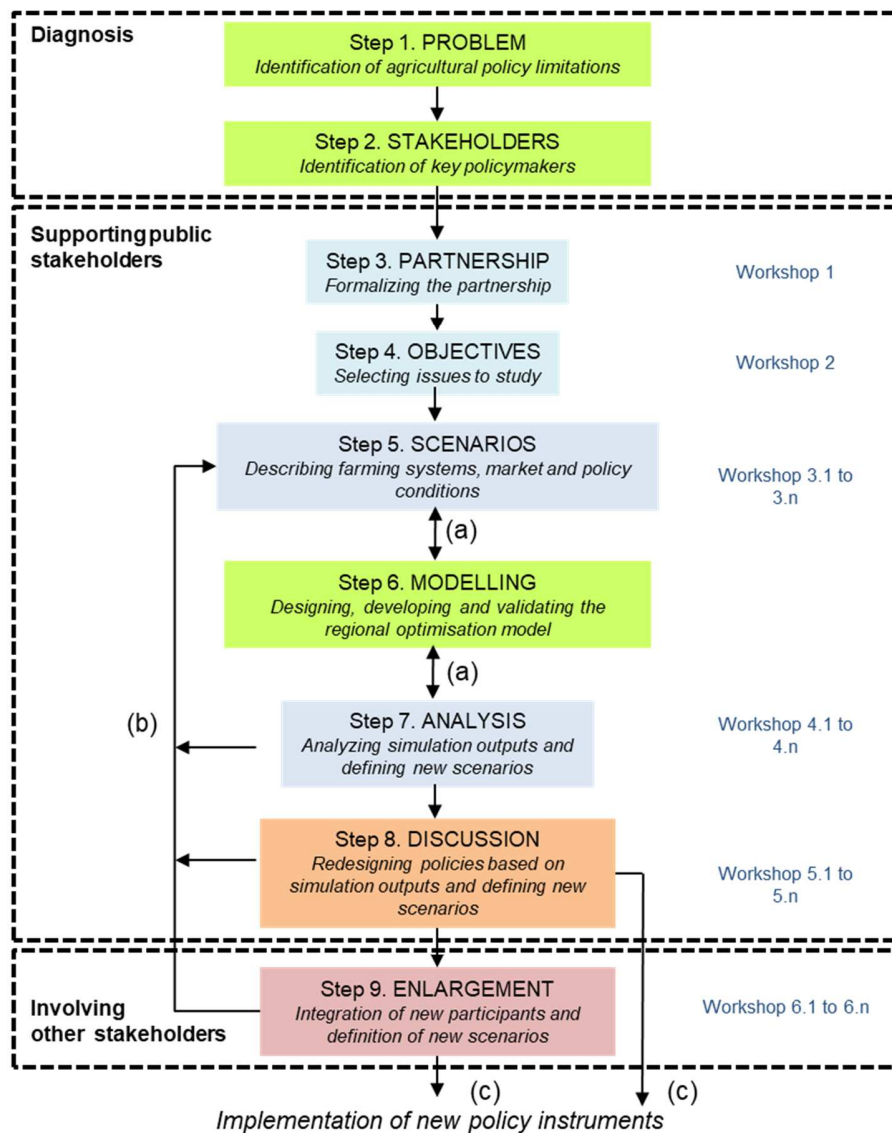 Diagnosis
Step 1. PROBLEM
Identification of agricultural policy limitations
Step 2. STAKEHOLDERS
Identification of key policymakers
Supporting public
stakeholders
Step 3. PARTNERSHIP
Formalizing the partnership
Workshop 1
Step 4. OBJECTIVES
Selecting issues to study
Workshop 2
Step 5. SCENARIOS
Describing farming systems, market and policy
conditions
Workshop 3.1 to
3.n
(a)
Step 6. MODELLING
Designing, developing and validating the
regional optimisation model
(a)
(b)
Step 7. ANALYSIS
Analyzing simulation outputs and
defining new scenarios
Workshop 4.1 to
4.n
Step 8. DISCUSSION
Redesigning policies based on
simulation outputs and defining new
scenarios
Workshop 5.1 to
5.n
Involving
other stakeholders
Step 9. ENLARGEMENT
Integration of new participants and
definition of new scenarios
Workshop 6.1 to 6.n
(c)
(c)
Implementation of new policy instruments